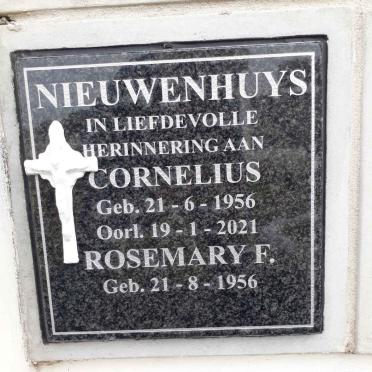 NIEUWENHUYS
IN LIEFDEVOLLE
HERINNERING AAN
CORNELIUS
Geb. 21 - 6 - 1956
Oorl. 19 - 1 - 2021
ROSEMARY F.
Geb. 21 - 8 - 1956